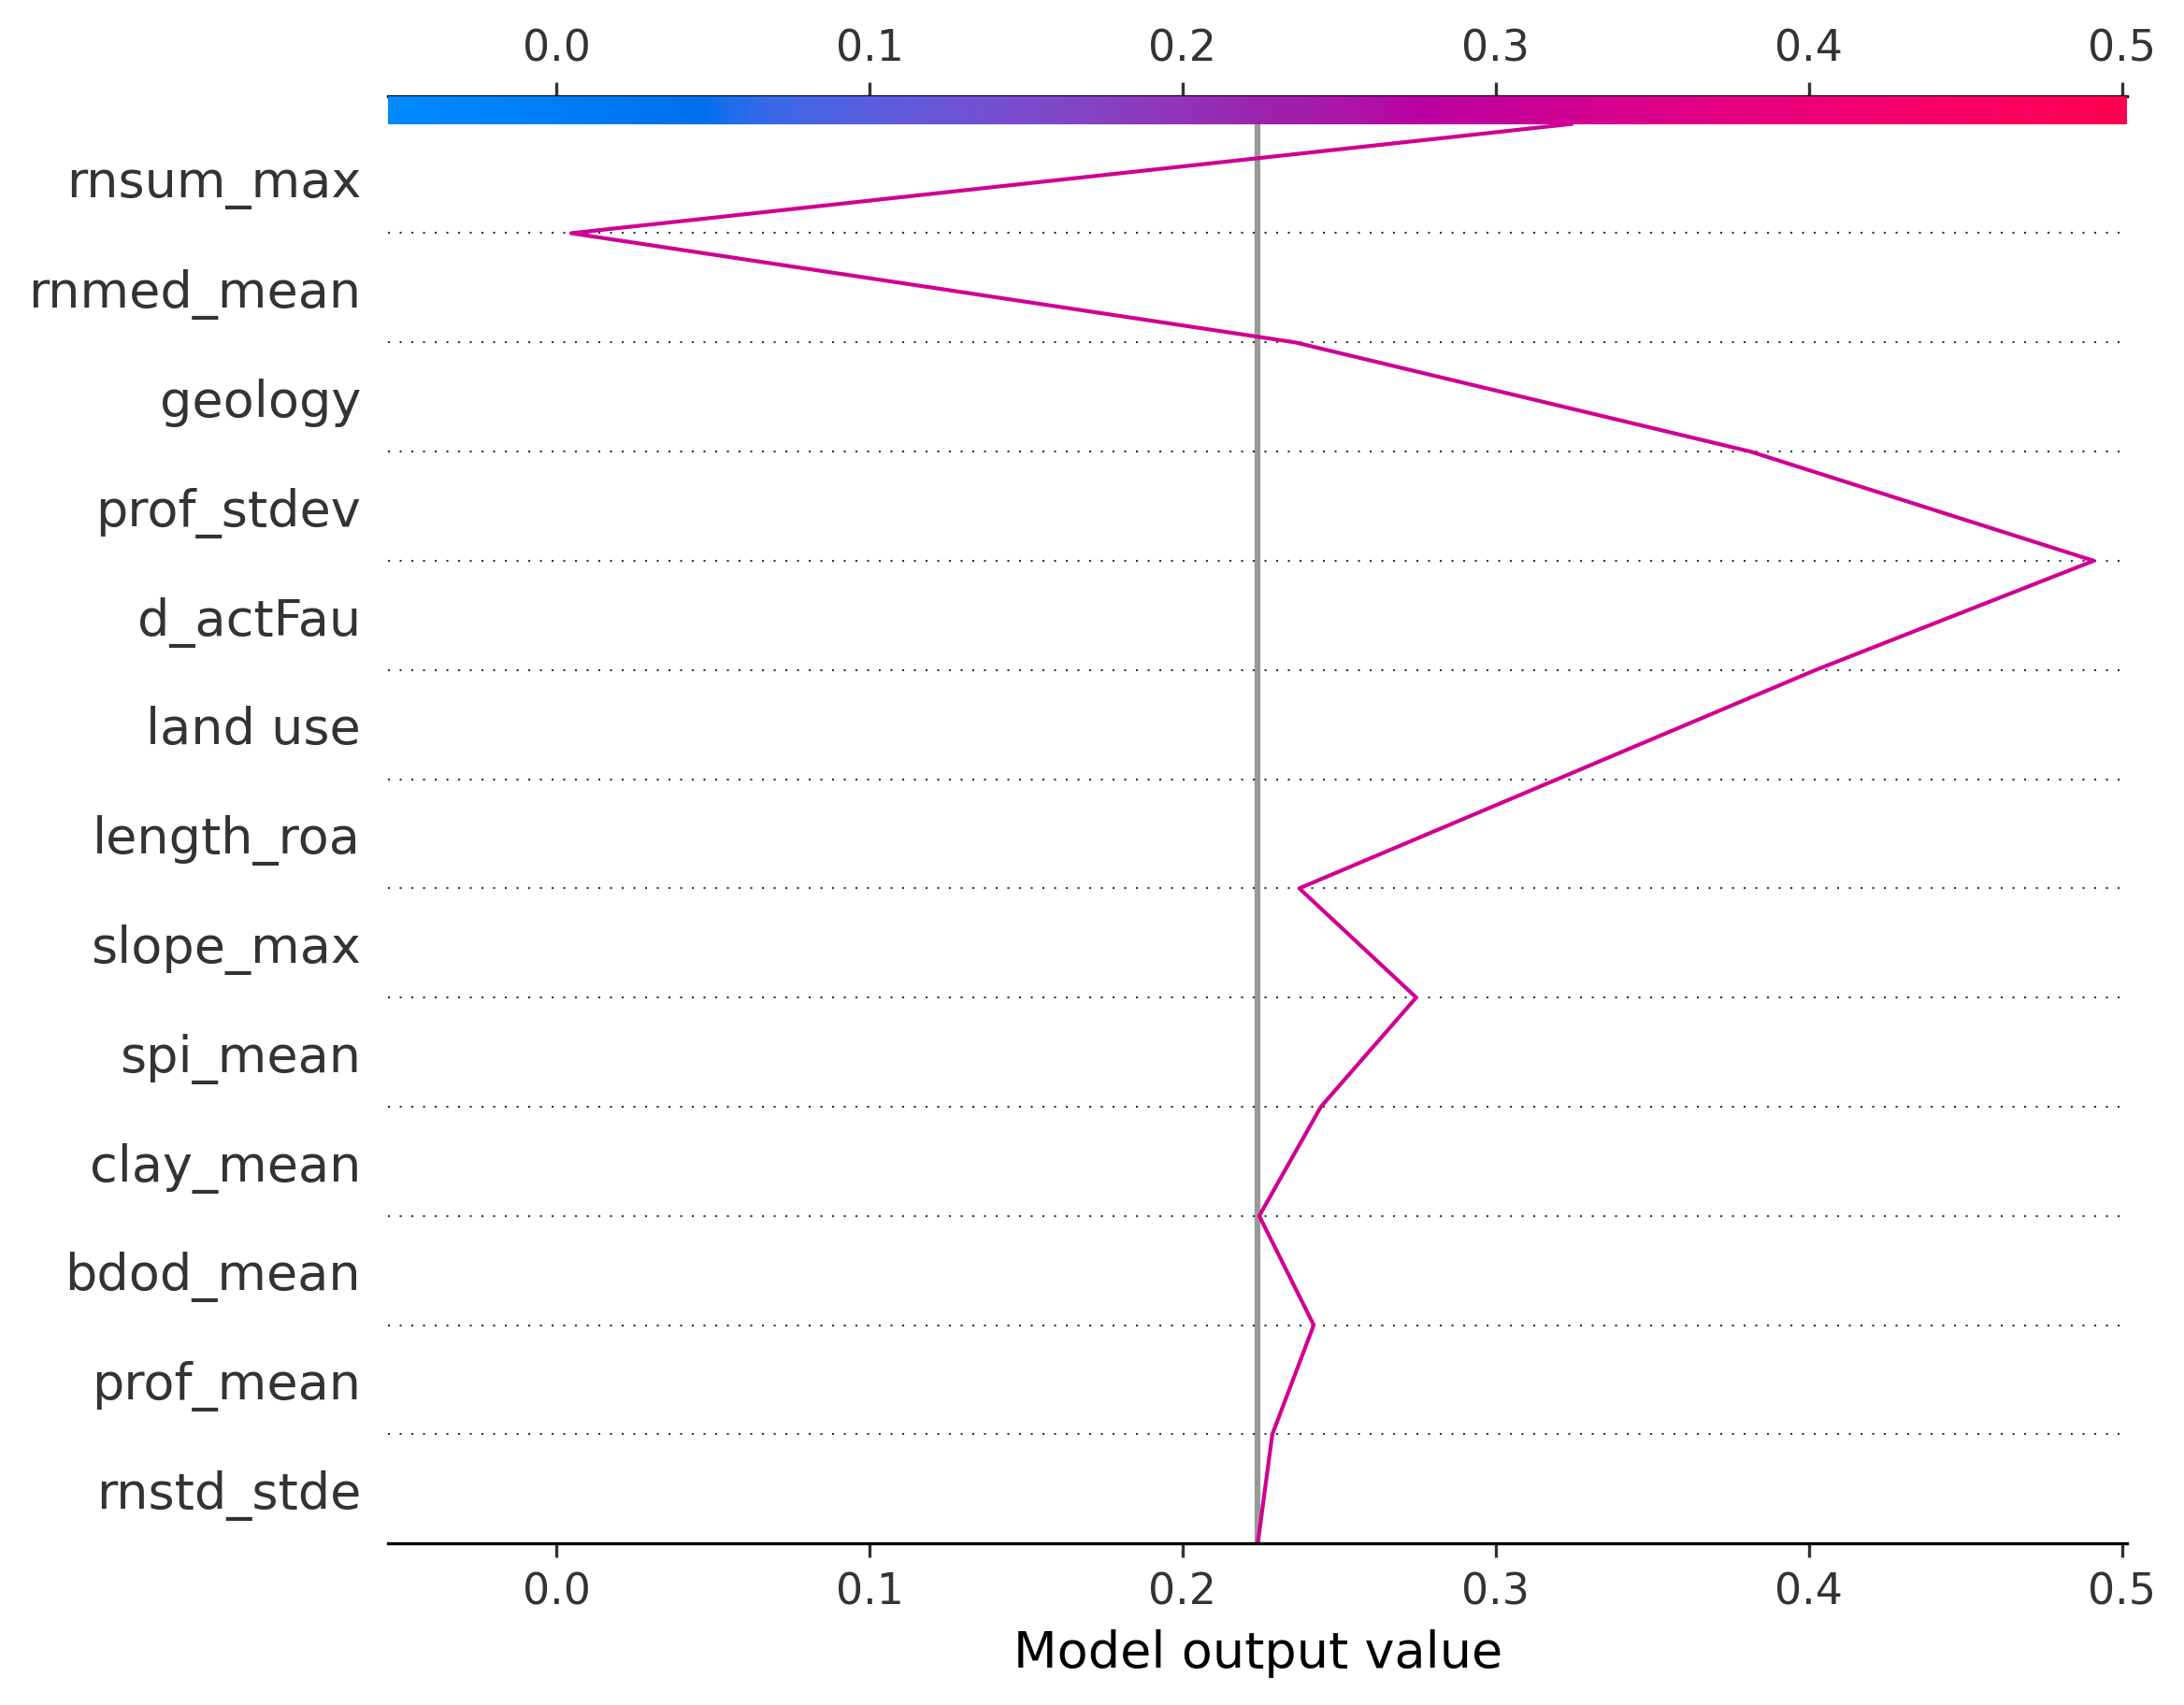 0.0 0.1 0.2 0.3 0.4 0.5
rnsum_max
rnmed_mean
geology
prof_stdev
d_actFau
land use
length_roa
slope_max
spi_mean
clay_mean
bdod_mean
prof_mean
rnstd_stde
0.0 0.1 0.2 0.3 0.4 0.5
Model output value